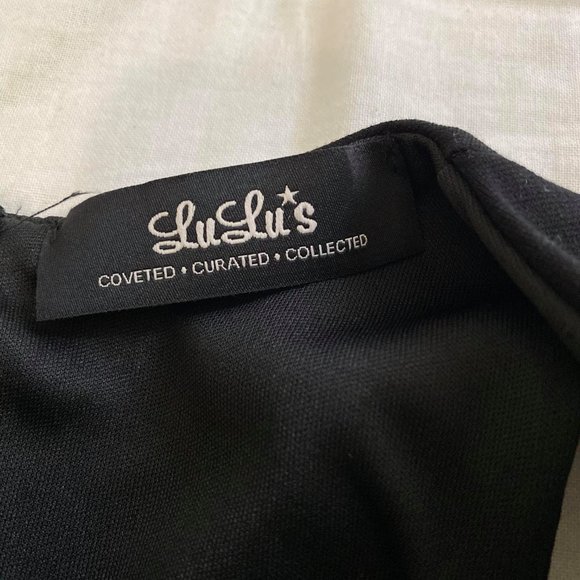 LuLu's
COVETED • CURATED • COLLECTED